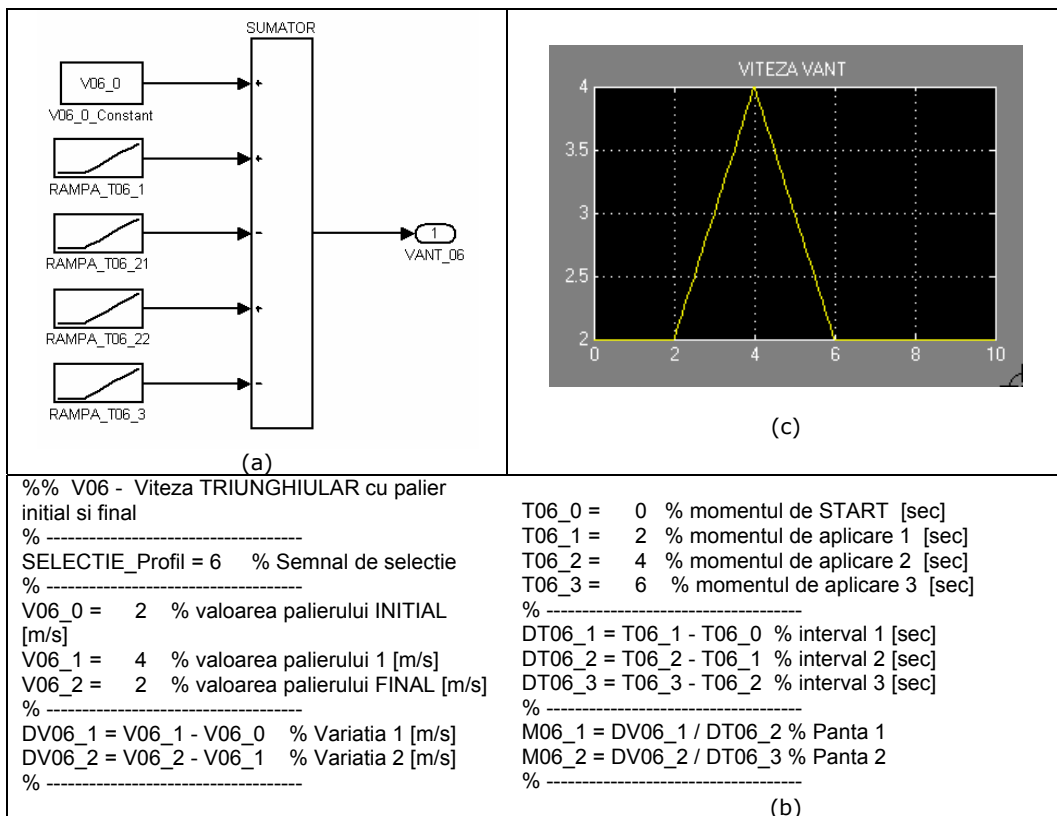 SUMATOR
V06_0
V06_0_Constant
+
RAMPA_T06_1
+
RAMPA_T06_21
-
1
VANT_06
RAMPA_T06_22
+
RAMPA_T06_3
-
(a)
VITEZA VANT
4
3.5
3
2.5
2
0 2 4 6 8 10
(c)
%% V06 - Viteza TRIUNGHIULAR cu palier
initial si final
% ------------------------------------
SELECTIE_Profil = 6 % Semnal de selectie
% ------------------------------------
V06_0 = 2 % valoarea palierului INITIAL
[m/s]
V06_1 = 4 % valoarea palierului 1 [m/s]
V06_2 = 2 % valoarea palierului FINAL [m/s]
% ------------------------------------
DV06_1 = V06_1 - V06_0 % Variatia 1 [m/s]
DV06_2 = V06_2 - V06_1 % Variatia 2 [m/s]
% ------------------------------------
T06_0 = 0 % momentul de START [sec]
T06_1 = 2 % momentul de aplicare 1 [sec]
T06_2 = 4 % momentul de aplicare 2 [sec]
T06_3 = 6 % momentul de aplicare 3 [sec]
% ------------------------------------
DT06_1 = T06_1 - T06_0 % interval 1 [sec]
DT06_2 = T06_2 - T06_1 % interval 2 [sec]
DT06_3 = T06_3 - T06_2 % interval 3 [sec]
% ------------------------------------
M06_1 = DV06_1 / DT06_2 % Panta 1
M06_2 = DV06_2 / DT06_3 % Panta 2
% ------------------------------------
(b)